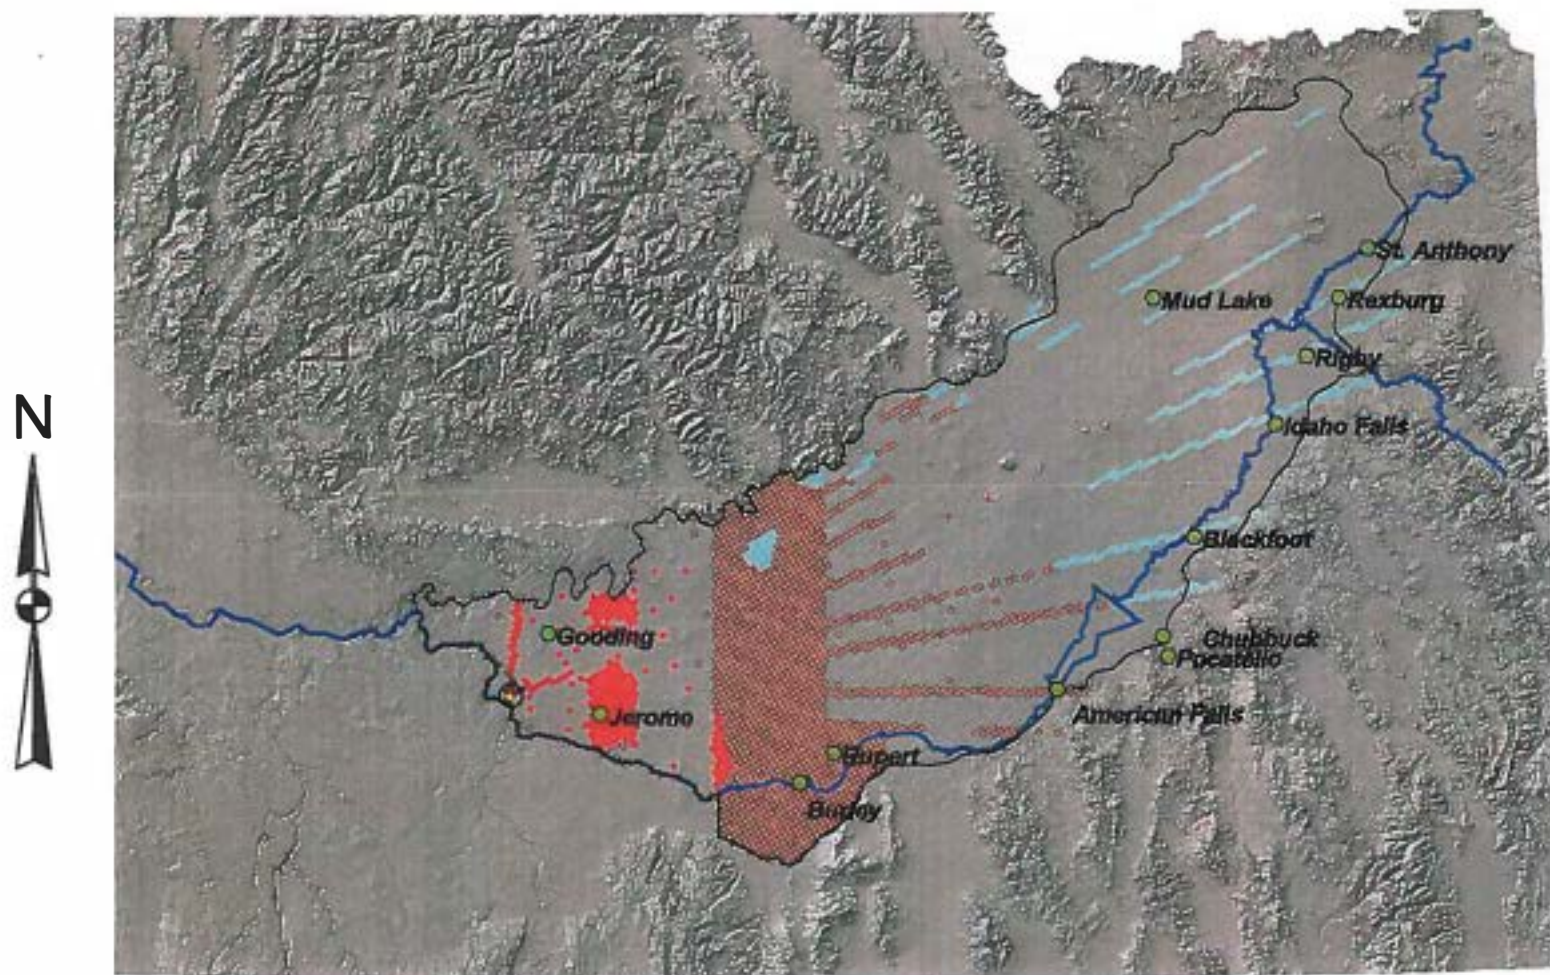 N
St. Anthony
Mud Lake
Rexburg
Rigby
Idaho Falls
Blackfoot
Gooding
Chubbuck
Pocatello
Jerome
American Falls
Rupert
Burley